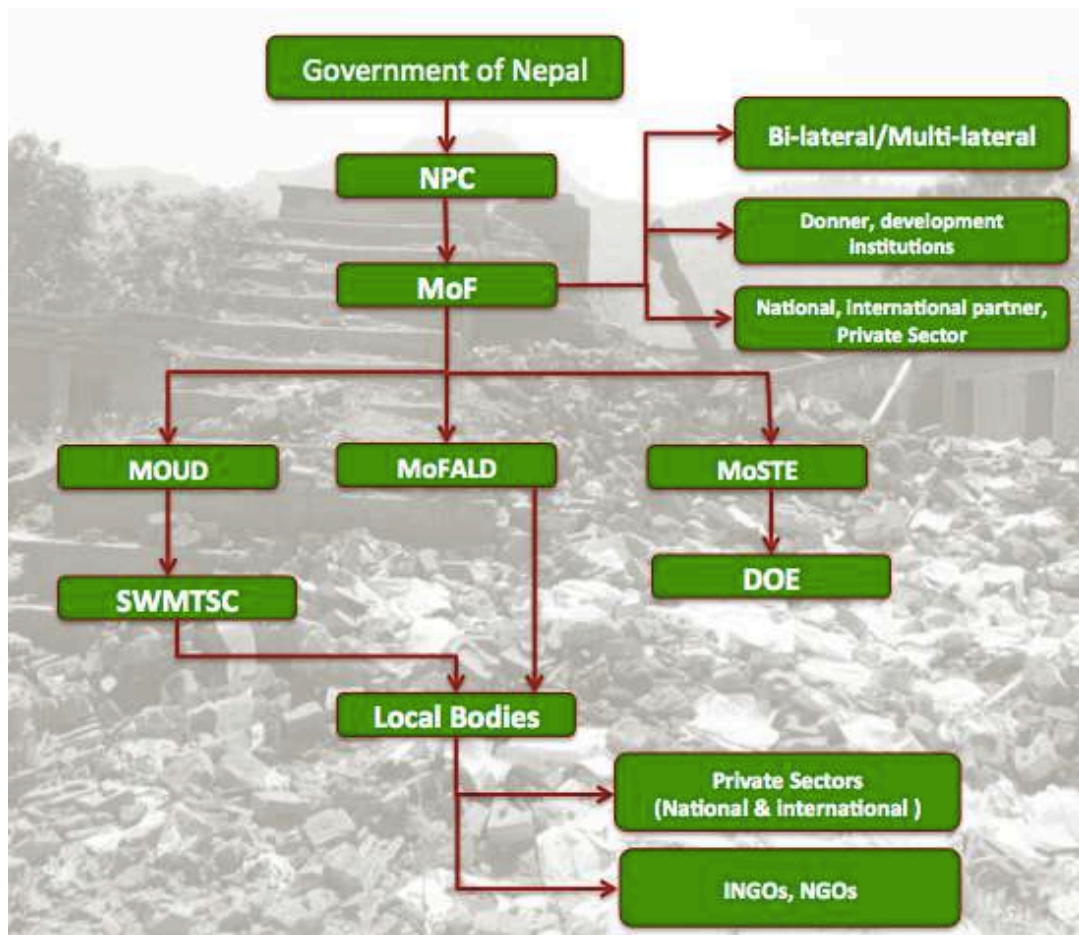 Government of Nepal
NPC
Bi-lateral/Multi-lateral
Donner, development
institutions
MoF
National, international partner,
Private Sector
MOUD
MoFALD
MoSTE
SWMTSC
DOE
Local Bodies
Private Sectors
(National & international )
INGOs, NGOs